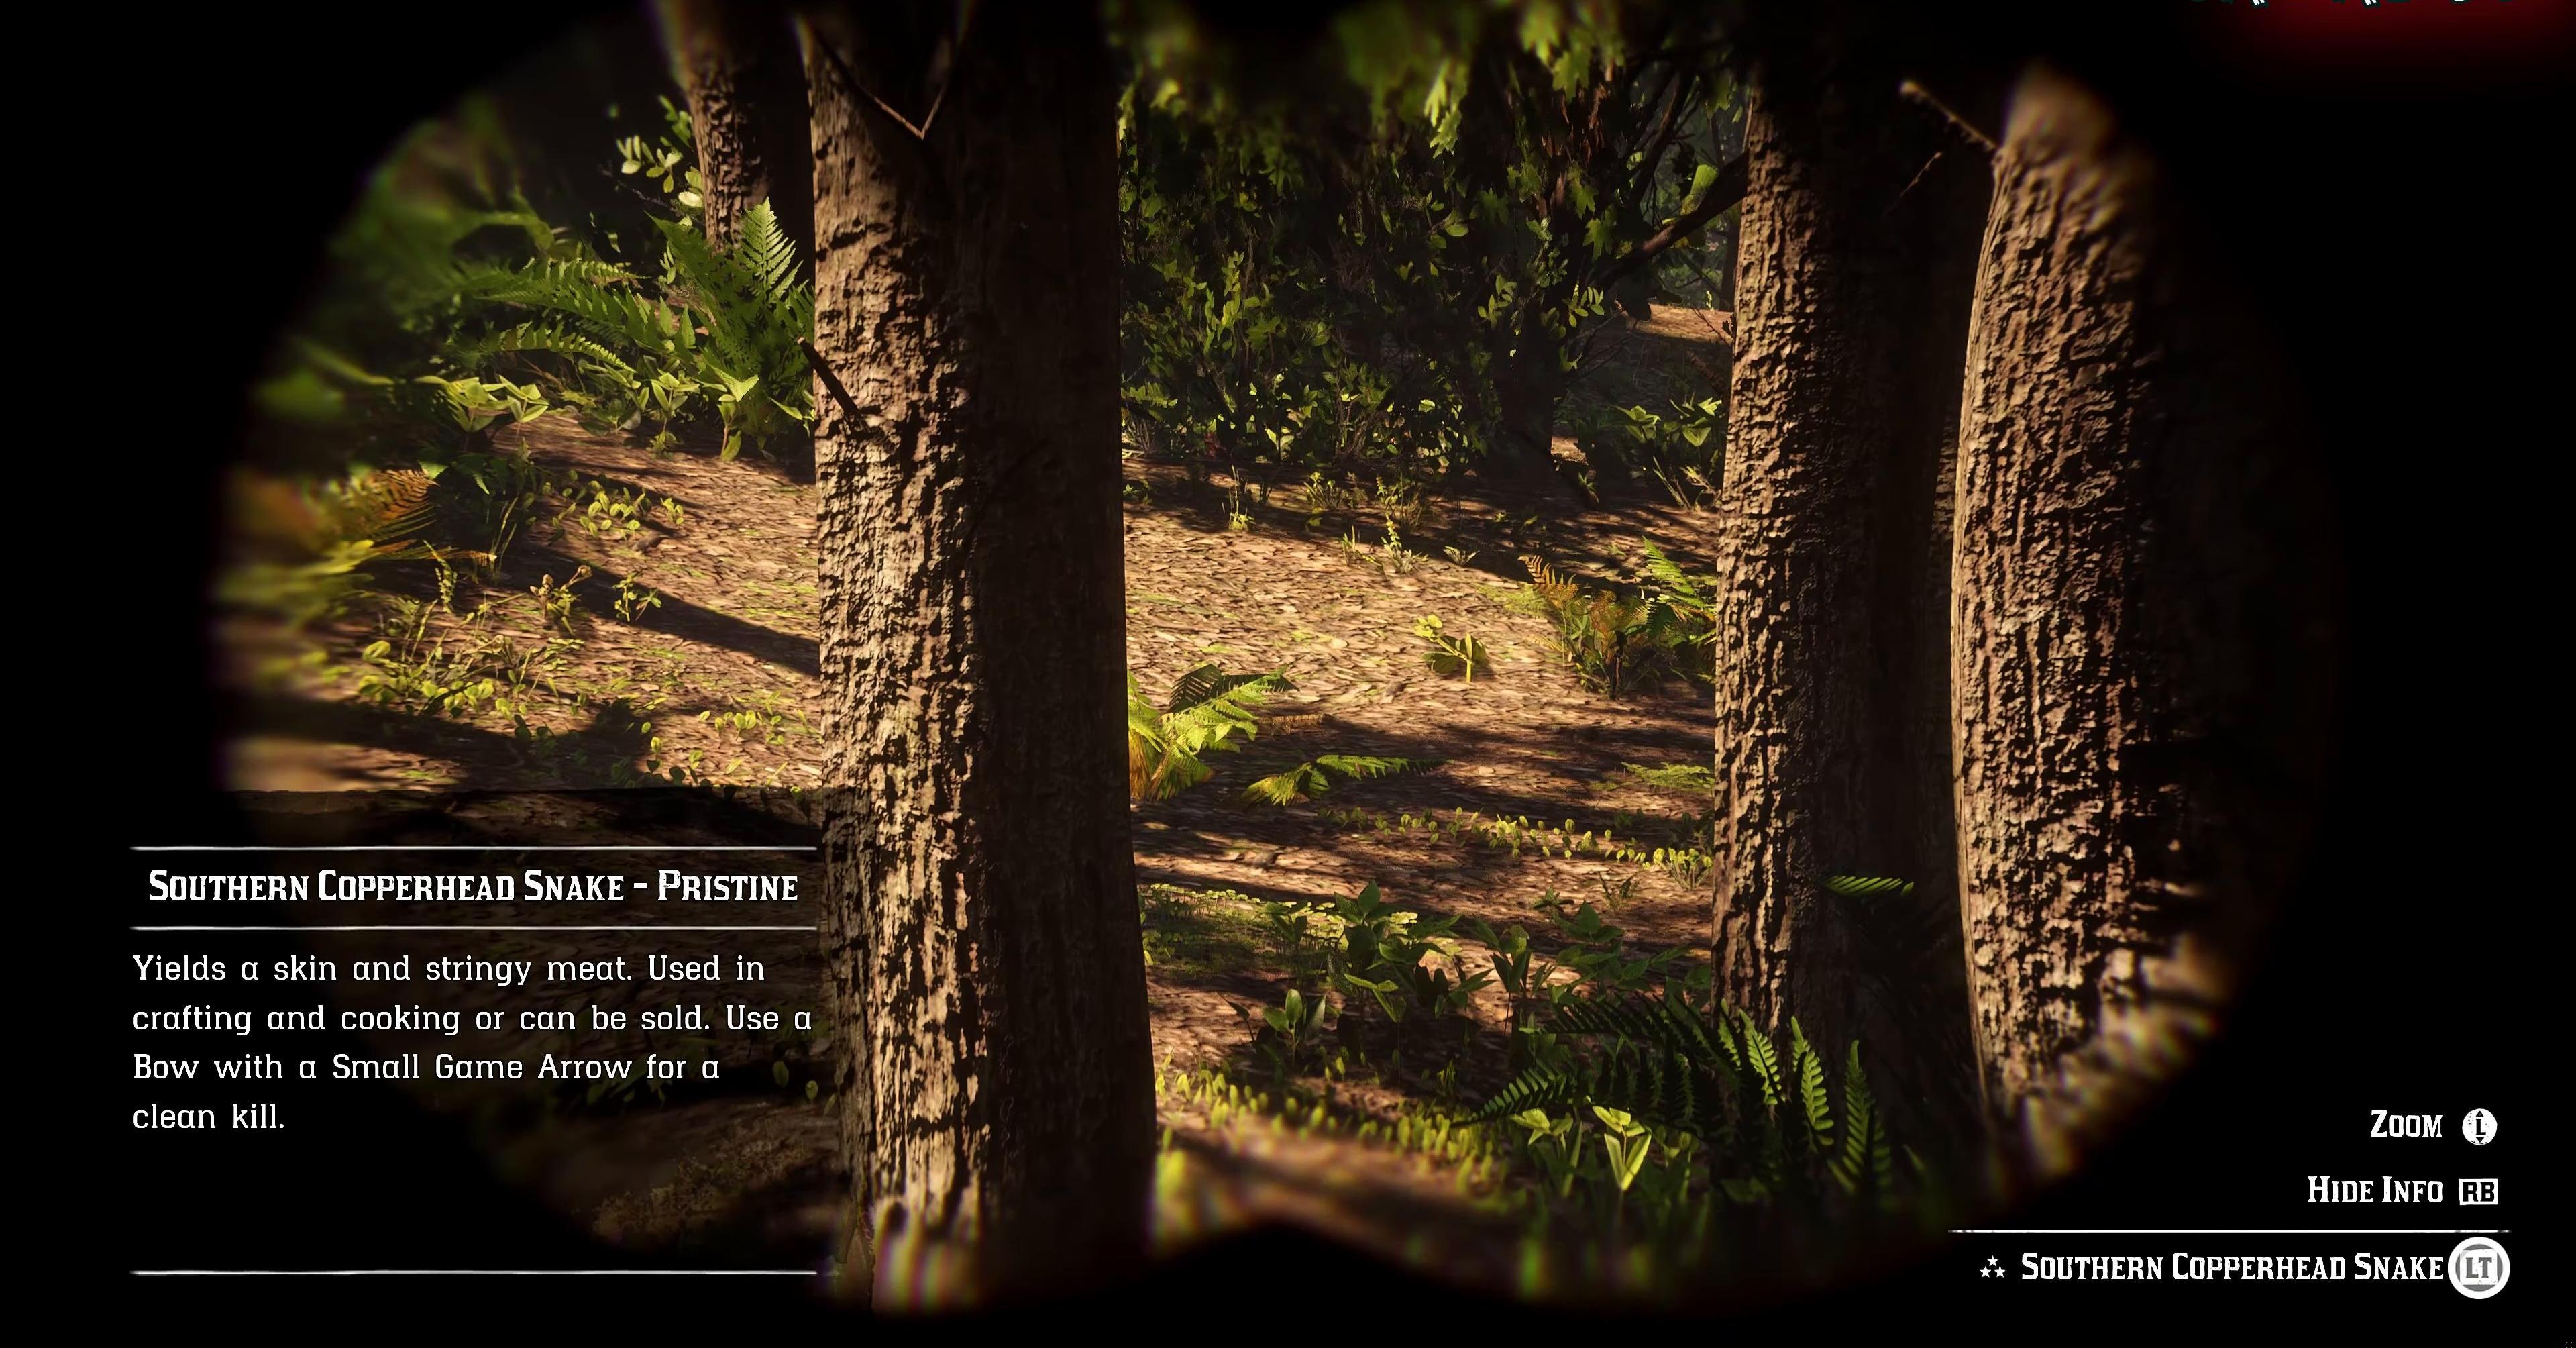 Southern Copperhead Snake - Pristine
Yields a skin and stringy meat. Used in
crafting and cooking or can be sold. Use a
Bow with a Small Game Arrow for a
clean kill.
Zoom L
Hide Info RB
Southern Copperhead Snake LT